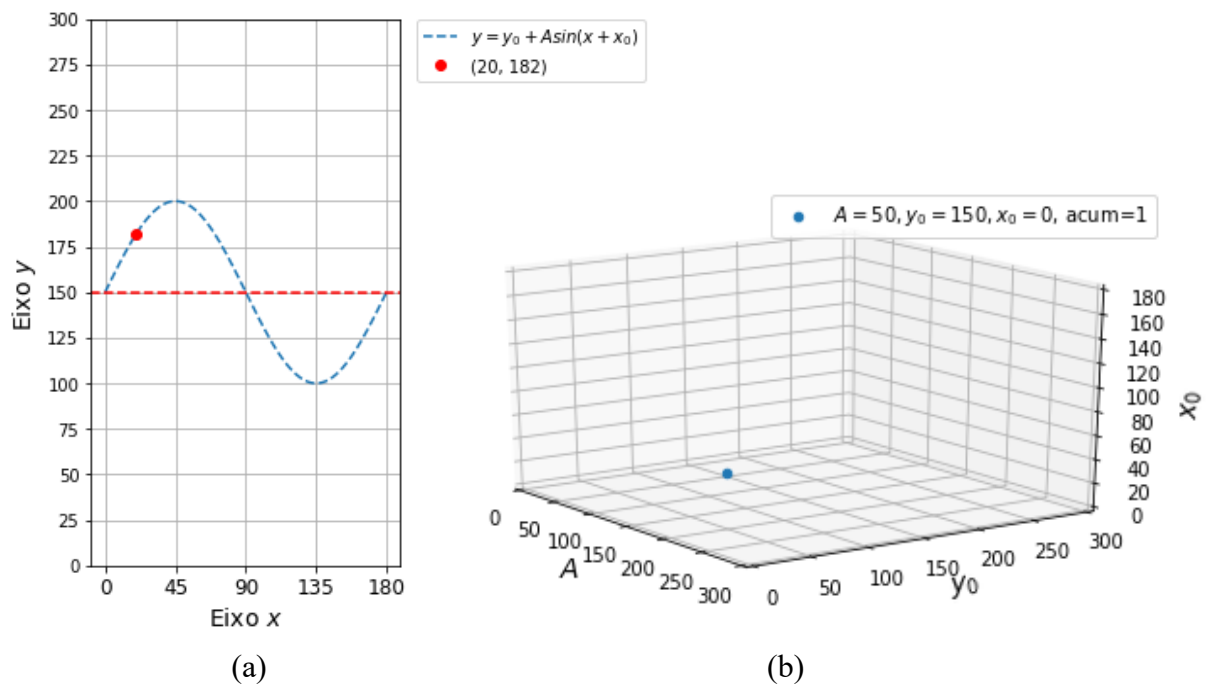 300
275
250
225
200
175
150
125
100
75
50
25
0
Eixo y
0 45 90 135 180
Eixo x
y = y₀ + Asin(x + x₀)
(20, 182)
(a)
A = 50, y₀ = 150, x₀ = 0, acum=1
180
160
140
120
100
80
60
40
20
0
x₀
0 50 100 150 200 250 300
A
0 50 100 150 200 250 300
y₀
(b)